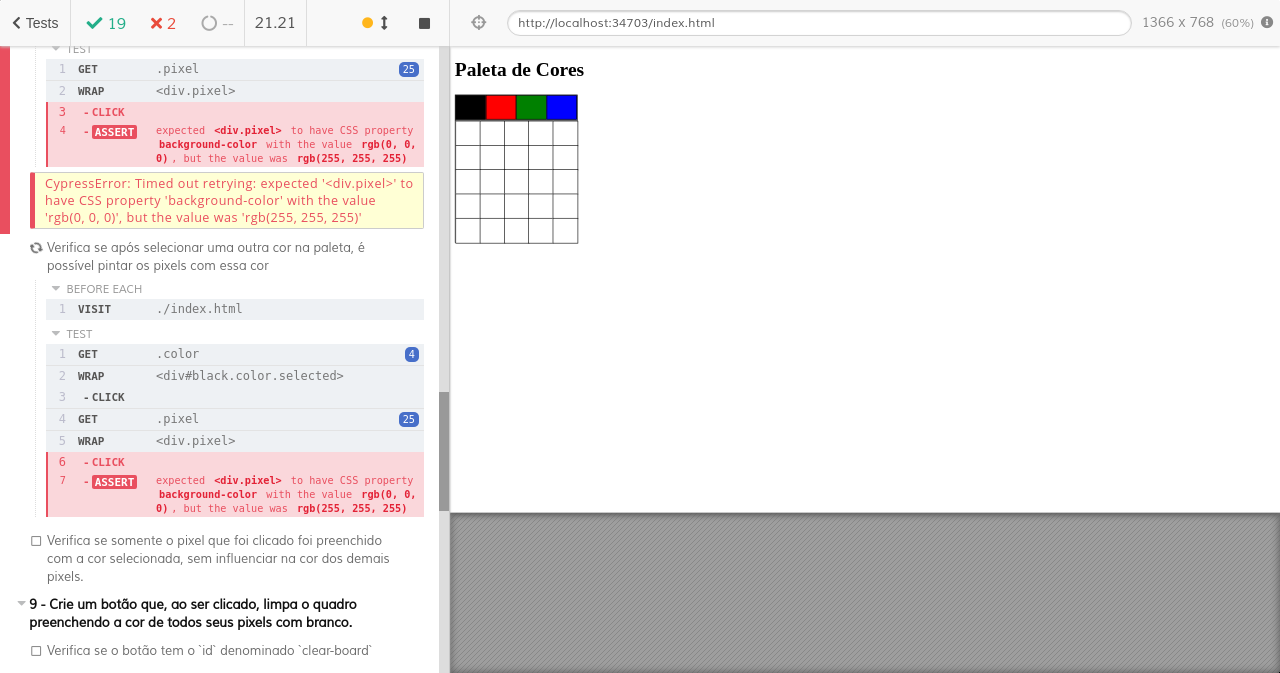 Tests 19 2 -- 21.21
http://localhost:34703/index.html 1366 x 768 (60%)
TEST
1 GET .pixel 25
2 WRAP <div.pixel>
3 - CLICK
4 - ASSERT expected <div.pixel> to have CSS property
background-color with the value rgb(0, 0,
0), but the value was rgb(255, 255, 255)
CypressError: Timed out retrying: expected '<div.pixel>' to
have CSS property 'background-color' with the value
'rgb(0, 0, 0)', but the value was 'rgb(255, 255, 255)'
Verifica se após selecionar uma outra cor na paleta, é
possível pintar os pixels com essa cor
BEFORE EACH
1 VISIT ./index.html
TEST
1 GET .color 4
2 WRAP <div#black.color.selected>
3 - CLICK
4 GET .pixel 25
5 WRAP <div.pixel>
6 - CLICK
7 - ASSERT expected <div.pixel> to have CSS property
background-color with the value rgb(0, 0,
0), but the value was rgb(255, 255, 255)
Verifica se somente o pixel que foi clicado foi preenchido
com a cor selecionada, sem influenciar na cor dos demais
pixels.
9 - Crie um botão que, ao ser clicado, limpa o quadro
preenchendo a cor de todos seus pixels com branco.
Verifica se o botão tem o `id` denominado `clear-board`
Paleta de Cores